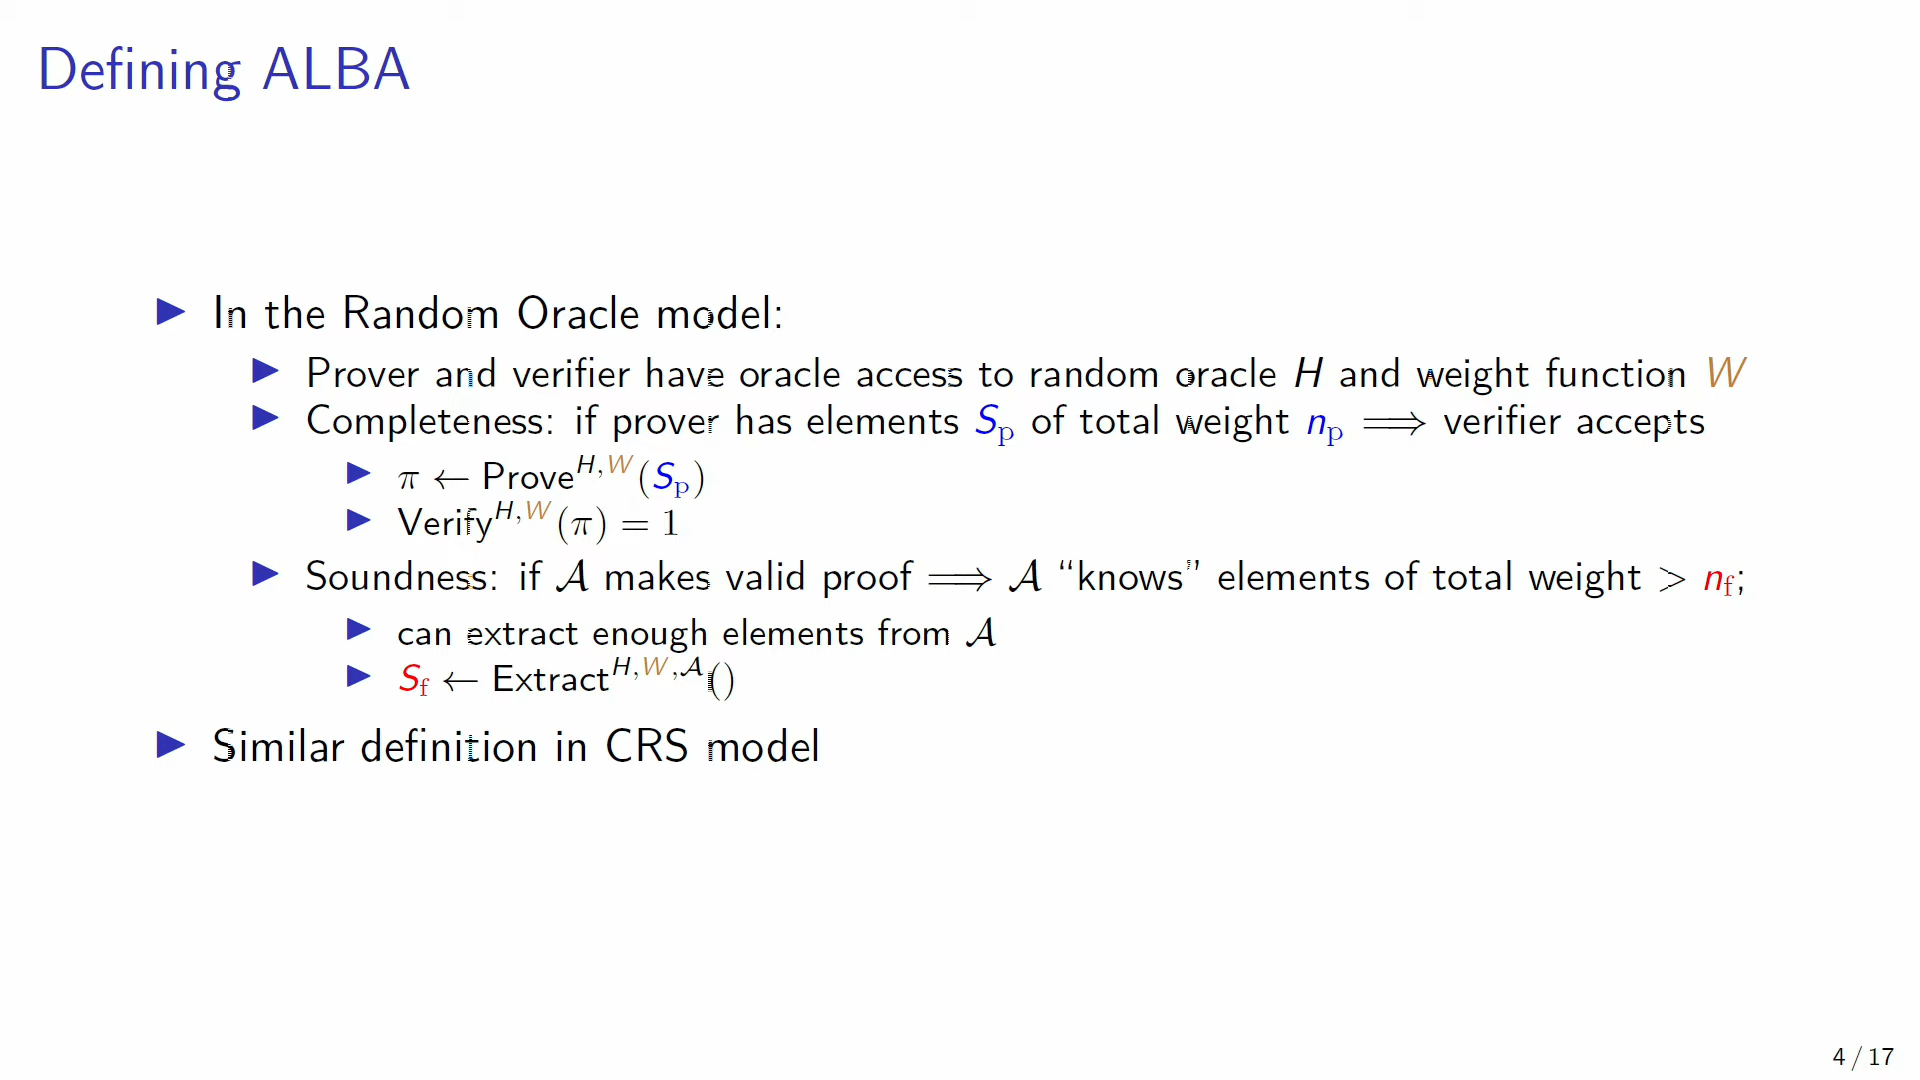 Defining ALBA
▶ In the Random Oracle model:
▶ Prover and verifier have oracle access to random oracle H and weight function W
▶ Completeness: if prover has elements Sₚ of total weight nₚ ⟹ verifier accepts
▶ π ← Prove^{H,W}(Sₚ)
▶ Verify^{H,W}(π) = 1
▶ Soundness: if 𝒜 makes valid proof ⟹ 𝒜 “knows” elements of total weight > n_f;
▶ can extract enough elements from 𝒜
▶ S_f ← Extract^{H,W,𝒜}()
▶ Similar definition in CRS model
4 / 17